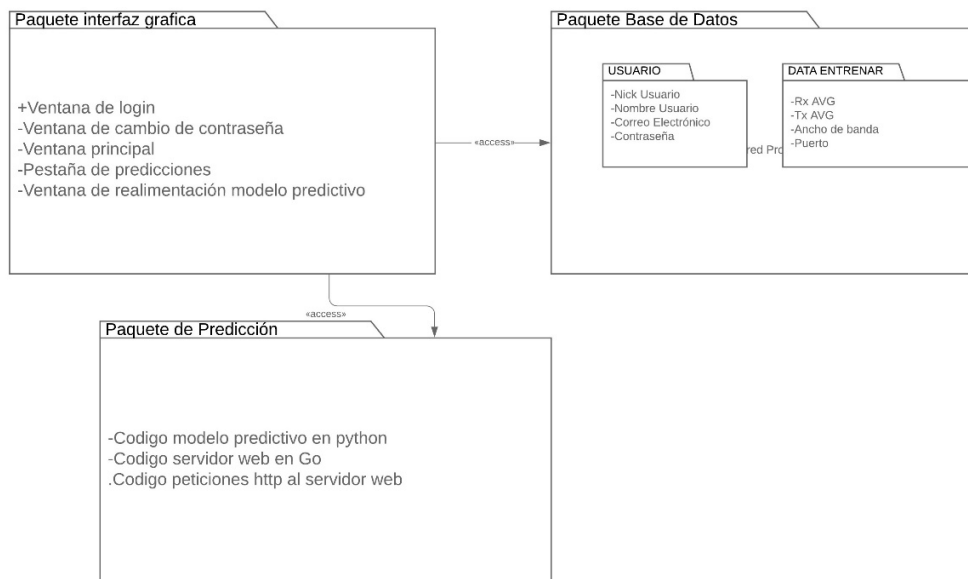 Paquete interfaz grafica
+Ventana de login
-Ventana de cambio de contraseña
-Ventana principal
-Pestaña de predicciones
-Ventana de realimentación modelo predictivo
«access»
Paquete Base de Datos
USUARIO
-Nick Usuario
-Nombre Usuario
-Correo Electrónico
-Contraseña
red Pro
DATA ENTRENAR
-Rx AVG
-Tx AVG
-Ancho de banda
-Puerto
«access»
Paquete de Predicción
-Codigo modelo predictivo en python
-Codigo servidor web en Go
.Codigo peticiones http al servidor web